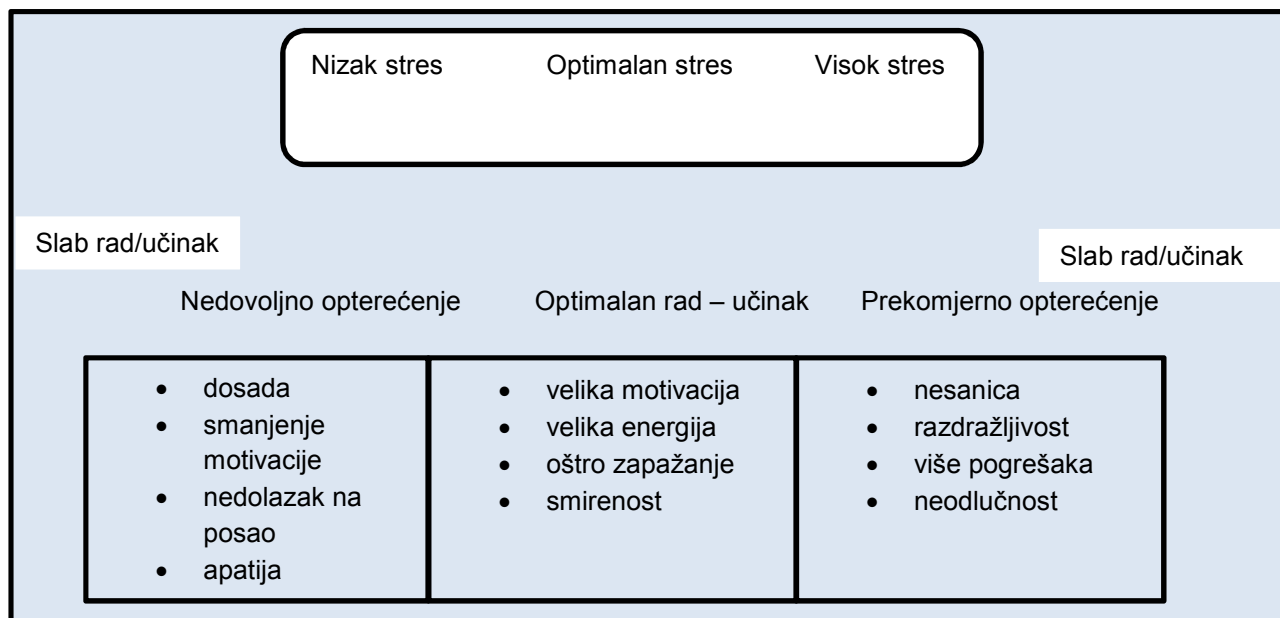 Nizak stres Optimalan stres Visok stres
Slab rad/učinak
Slab rad/učinak
Nedovoljno opterećenje Optimalan rad – učinak Prekomjerno opterećenje
• dosada
• smanjenje
motivacije
• nedolazak na
posao
• apatija
• velika motivacija
• velika energija
• oštro zapažanje
• smirenost
• nesanica
• razdražljivost
• više pogrešaka
• neodlučnost